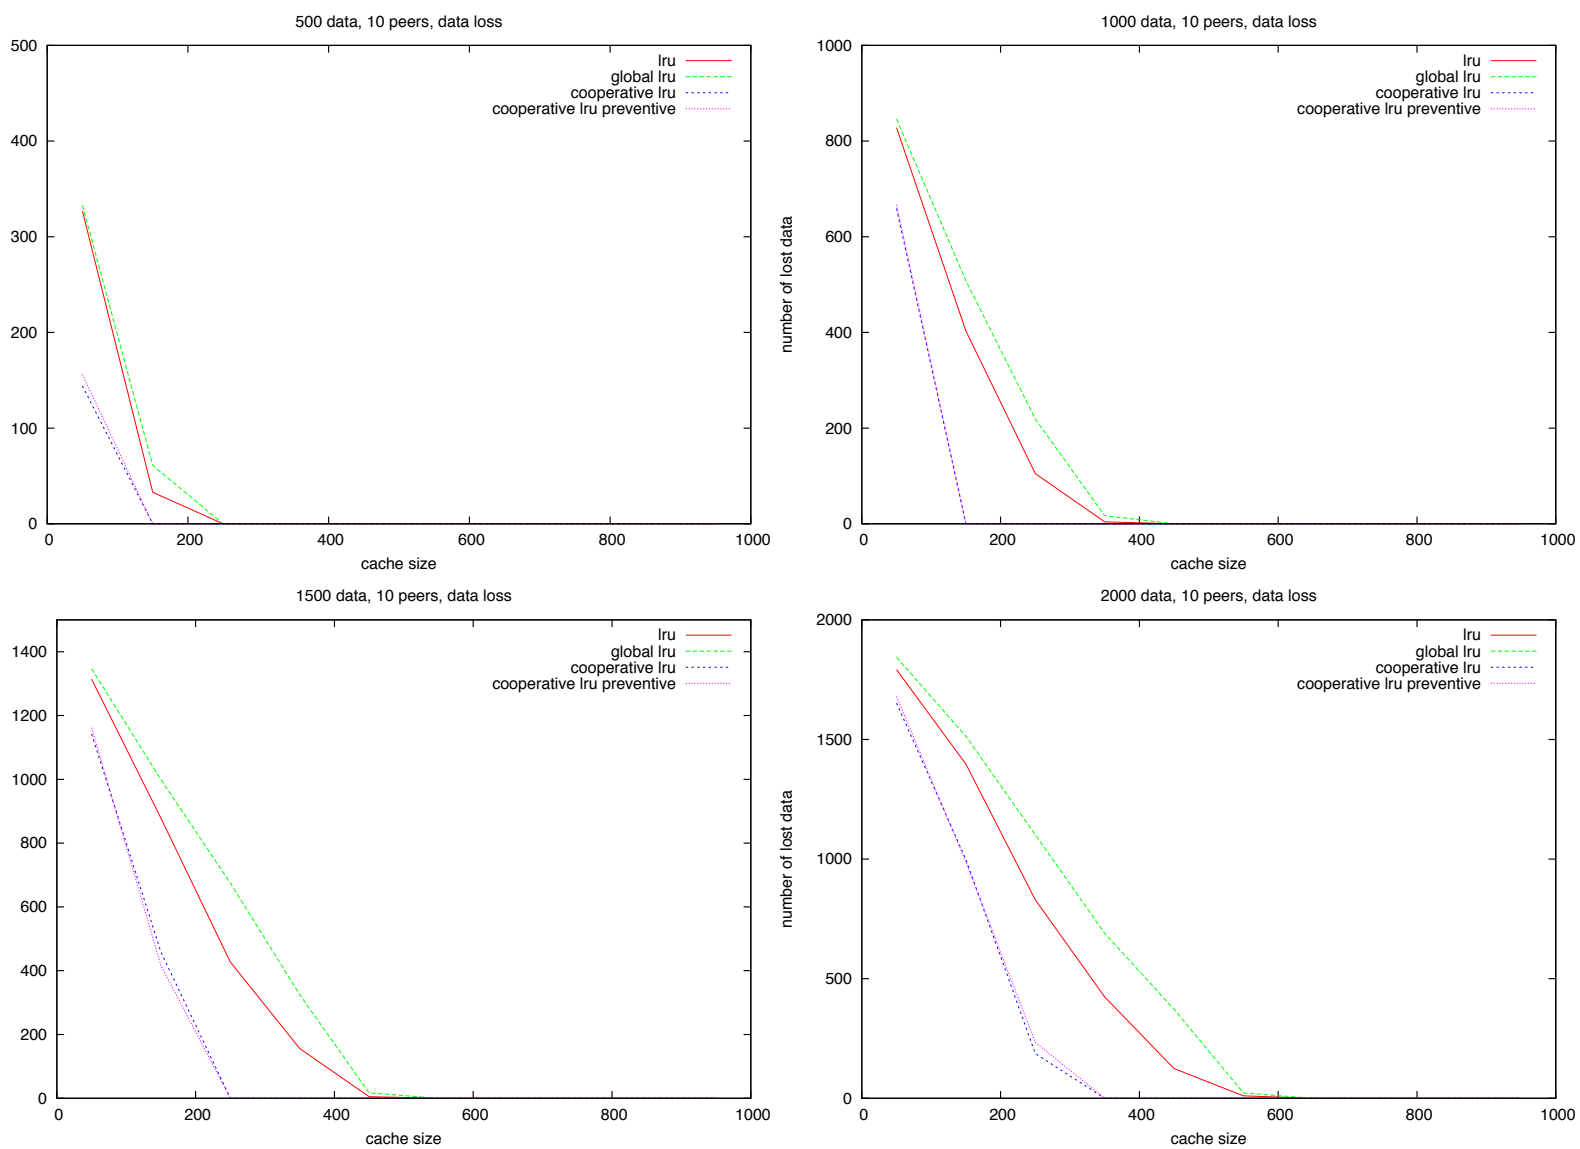 500 data, 10 peers, data loss
500
400
300
200
100
0
0 200 400 600 800 1000
cache size
lru
global lru
cooperative lru
cooperative lru preventive
1000 data, 10 peers, data loss
number of lost data
1000
800
600
400
200
0
0 200 400 600 800 1000
cache size
lru
global lru
cooperative lru
cooperative lru preventive
1500 data, 10 peers, data loss
1400
1200
1000
800
600
400
200
0
0 200 400 600 800 1000
cache size
lru
global lru
cooperative lru
cooperative lru preventive
2000 data, 10 peers, data loss
number of lost data
2000
1500
1000
500
0
0 200 400 600 800 1000
cache size
lru
global lru
cooperative lru
cooperative lru preventive